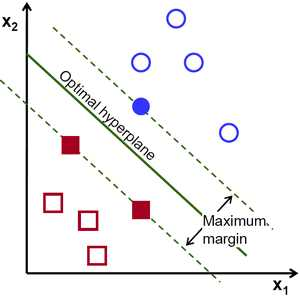 x2
Optimal hyperplane
Maximum
margin
x1